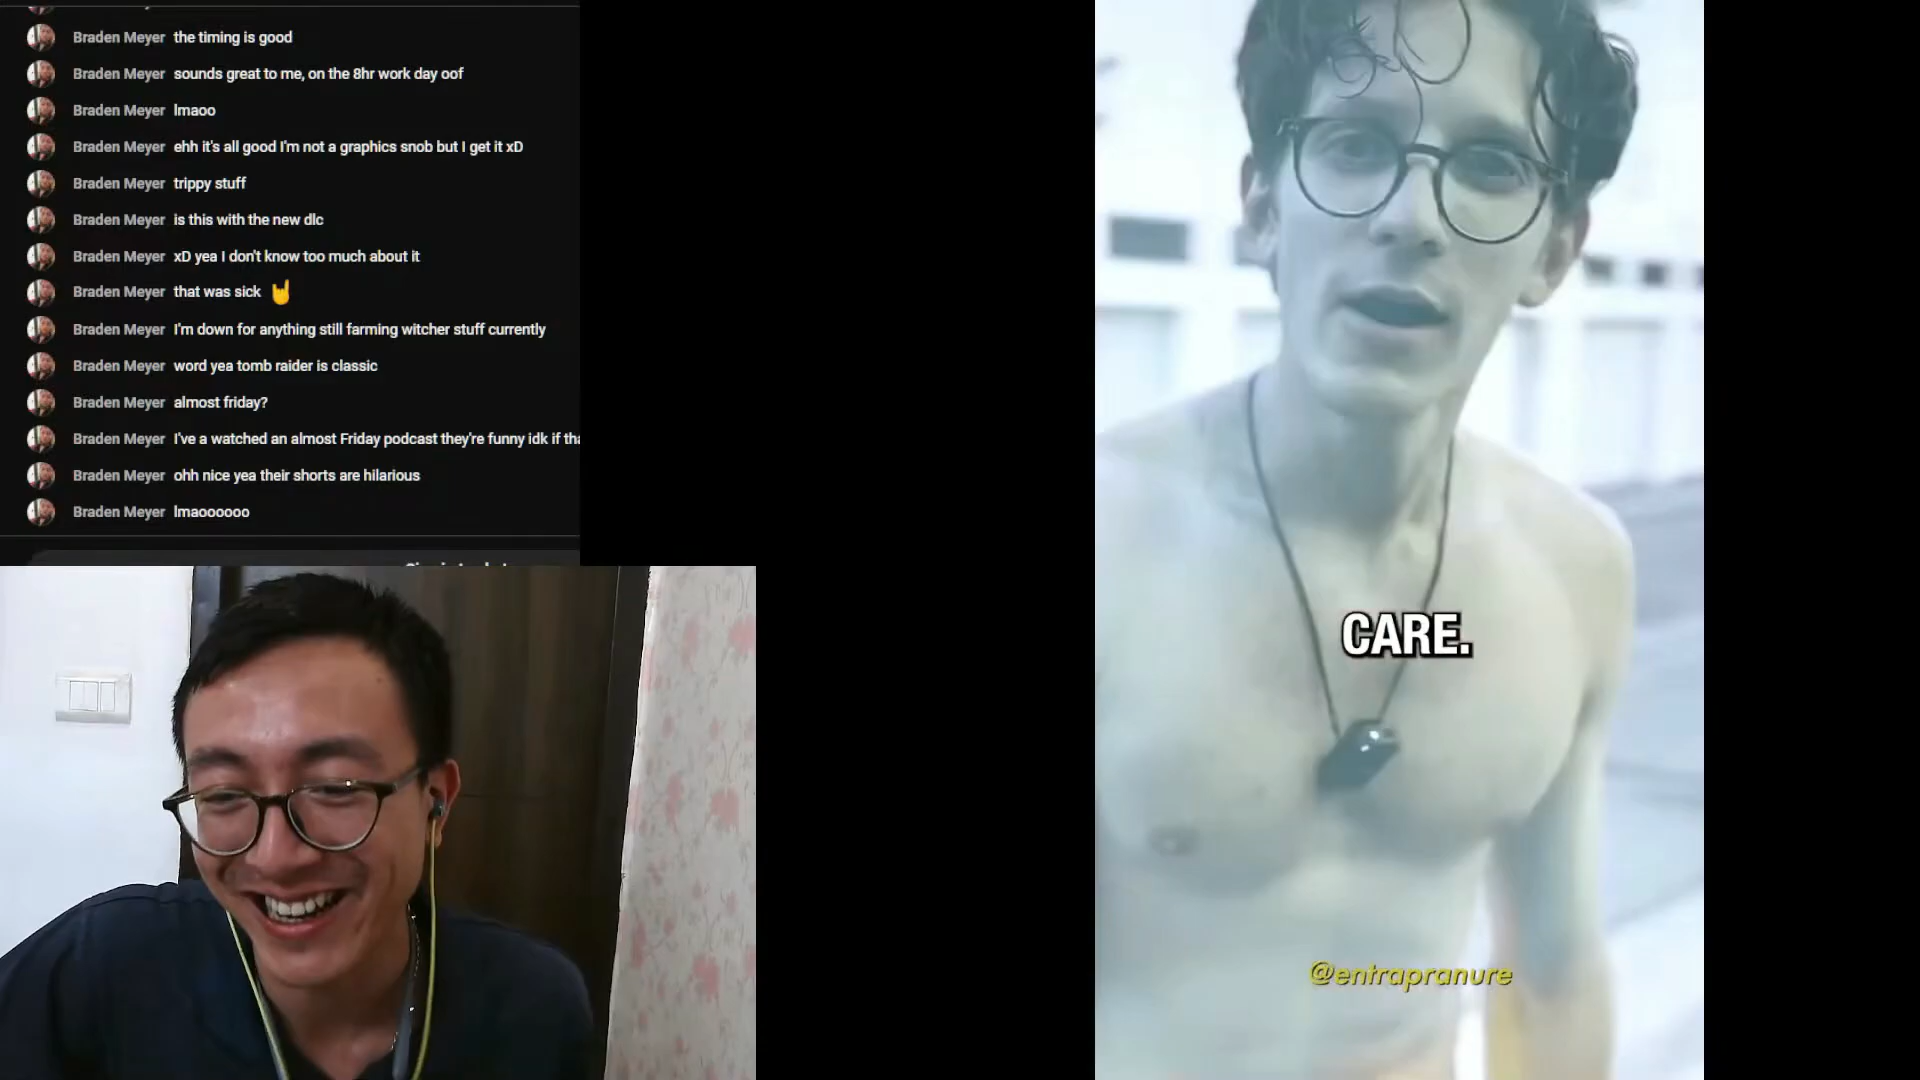 Braden Meyer the timing is good
Braden Meyer sounds great to me, on the 8hr work day oof
Braden Meyer lmaoo
Braden Meyer ehh it's all good I'm not a graphics snob but I get it xD
Braden Meyer trippy stuff
Braden Meyer is this with the new dlc
Braden Meyer xD yea I don't know too much about it
Braden Meyer that was sick 🤘
Braden Meyer I'm down for anything still farming witcher stuff currently
Braden Meyer word yea tomb raider is classic
Braden Meyer almost friday?
Braden Meyer I've a watched an almost Friday podcast they're funny idk if
Braden Meyer ohh nice yea their shorts are hilarious
Braden Meyer lmaoooooo
CARE.
@entrapranure